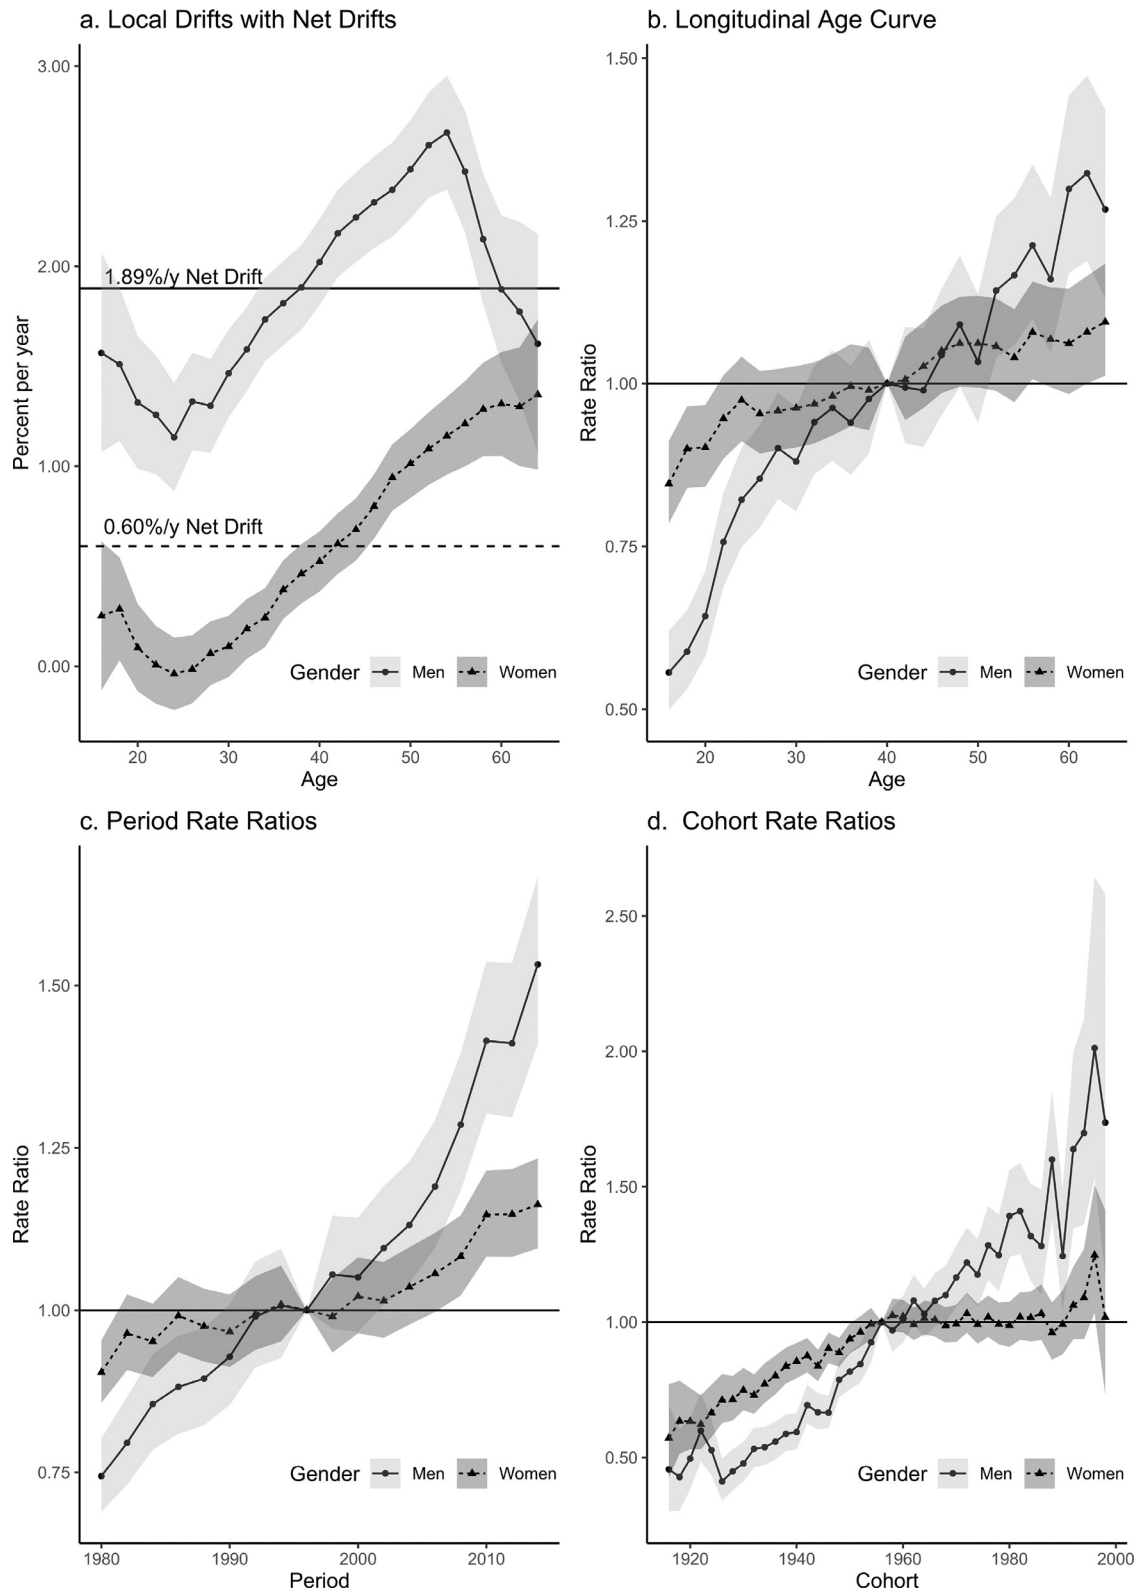 a. Local Drifts with Net Drifts
3.00
2.00
1.00
0.00
Percent per year
1.89%/y Net Drift
0.60%/y Net Drift
Gender Men Women
20 30 40 50 60
Age
b. Longitudinal Age Curve
1.50
1.25
1.00
0.75
0.50
Rate Ratio
Gender Men Women
20 30 40 50 60
Age
c. Period Rate Ratios
1.50
1.25
1.00
0.75
Rate Ratio
Gender Men Women
1980 1990 2000 2010
Period
d. Cohort Rate Ratios
2.50
2.00
1.50
1.00
0.50
Rate Ratio
Gender Men Women
1920 1940 1960 1980 2000
Cohort